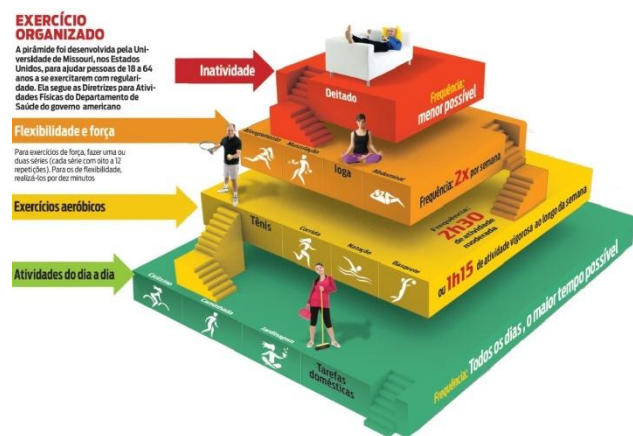 EXERCÍCIO
ORGANIZADO
A pirâmide foi desenvolvida pela Uni-
versidade de Missouri, nos Estados
Unidos, para ajudar pessoas de 18 a 64
anos a se exercitarem com regulari-
dade. Ela segue as Diretrizes para Ativi-
dades Físicas do Departamento de
Saúde do governo americano
Inatividade
Deitado
Frequência:
menor possível
Flexibilidade e força
Para exercícios de força, fazer uma ou
duas séries (cada série com oito a 12
repetições). Para os de flexibilidade,
realizá-los por dez minutos
Alongamento
Musculação
Ioga
Abdominal
Frequência: 2x por semana
Exercícios aeróbicos
Tênis
Corrida
Natação
Basquete
Frequência:
2h30
de atividade
moderada
ou 1h15 de atividade vigorosa ao longo da semana
Atividades do dia a dia
Ciclismo
Caminhada
Jardinagem
Tarefas
domésticas
Frequência: Todos os dias, o maior tempo possível